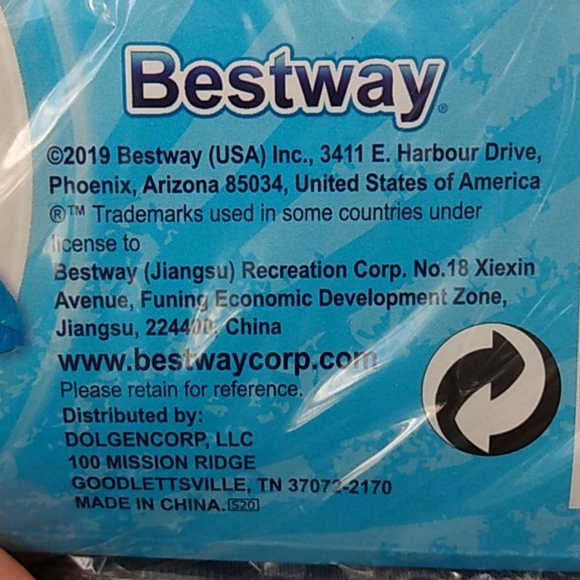 Bestway®
©2019 Bestway (USA) Inc., 3411 E. Harbour Drive,
Phoenix, Arizona 85034, United States of America
®™ Trademarks used in some countries under
license to
Bestway (Jiangsu) Recreation Corp. No.18 Xiexin
Avenue, Funing Economic Development Zone,
Jiangsu, 224400, China
www.bestwaycorp.com
Please retain for reference.
Distributed by:
DOLGENCORP, LLC
100 MISSION RIDGE
GOODLETTSVILLE, TN 37072-2170
MADE IN CHINA. S20